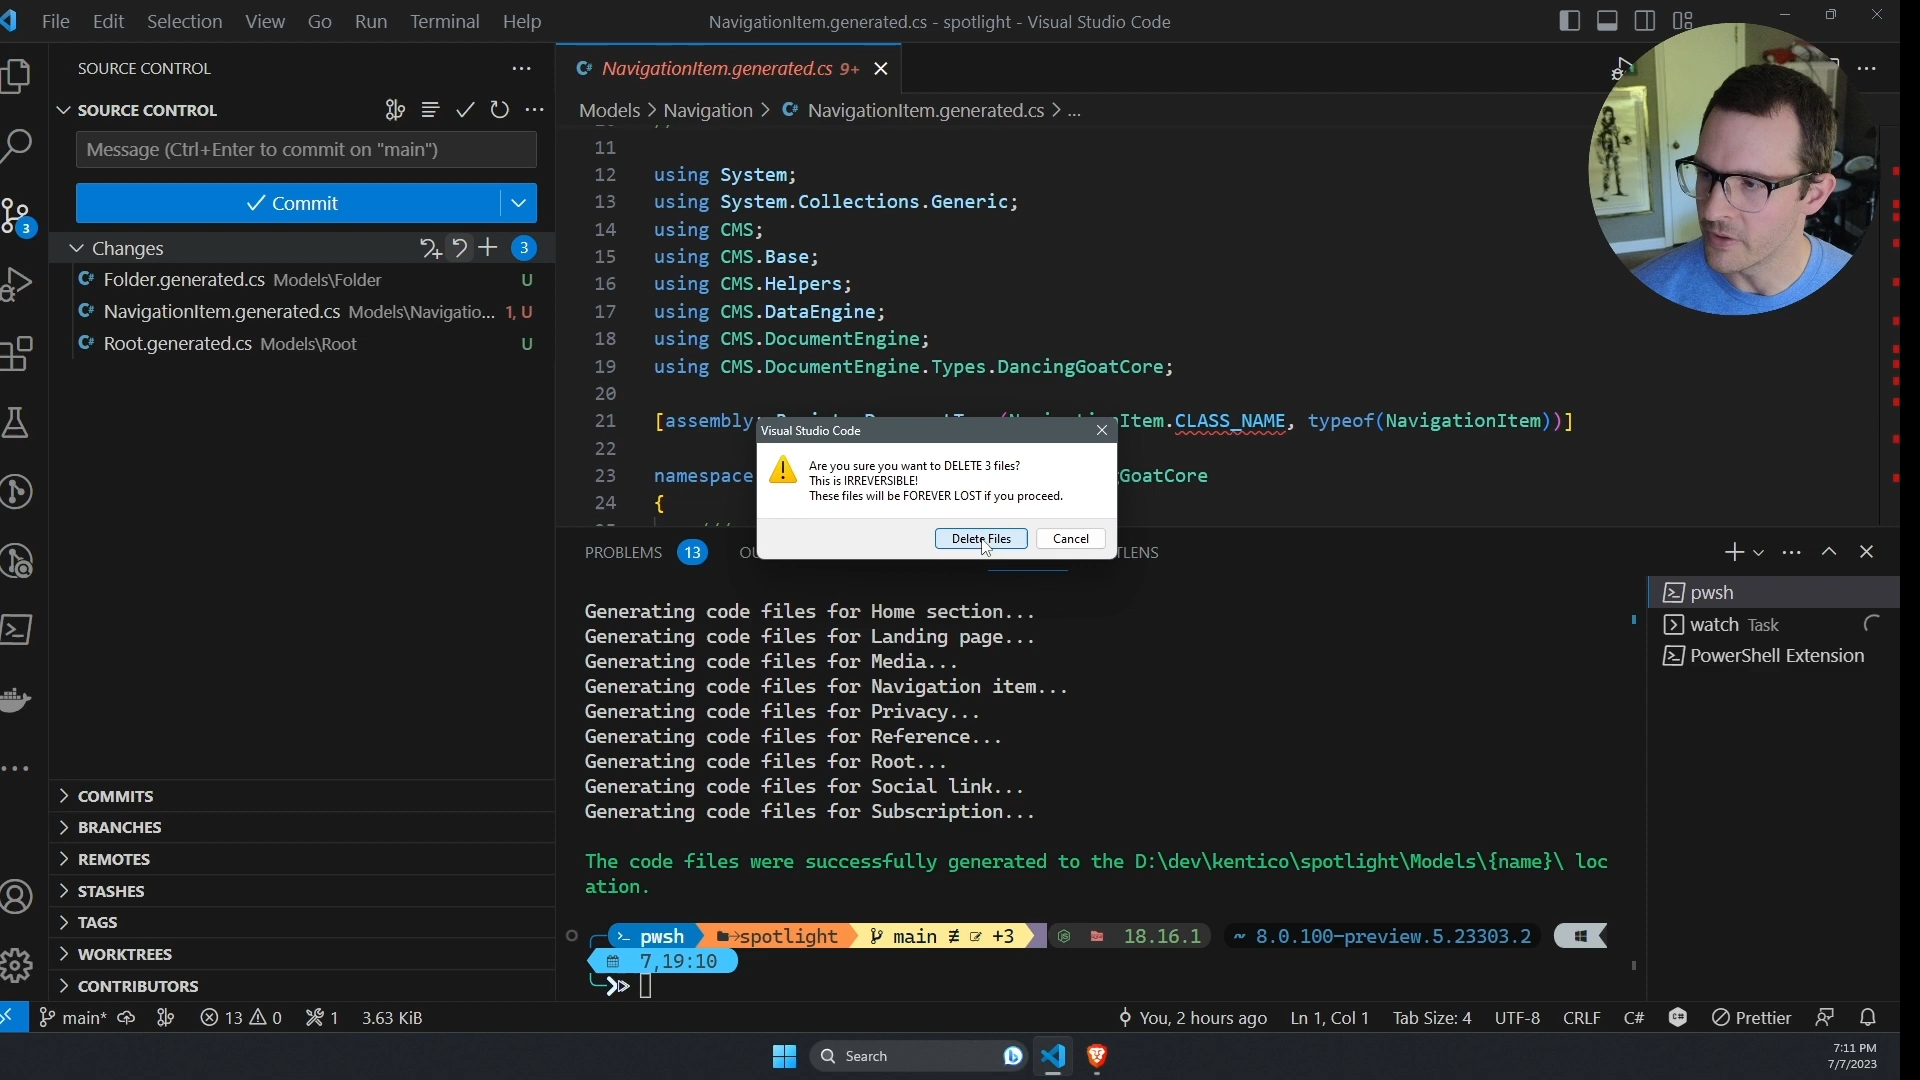 File Edit Selection View Go Run Terminal Help
NavigationItem.generated.cs - spotlight - Visual Studio Code
SOURCE CONTROL
SOURCE CONTROL
Message (Ctrl+Enter to commit on "main")
Commit
3
Changes
3
Folder.generated.cs Models\Folder U
NavigationItem.generated.cs Models\Navigatio... 1, U
Root.generated.cs Models\Root U
COMMITS
BRANCHES
REMOTES
STASHES
TAGS
WORKTREES
CONTRIBUTORS
C# NavigationItem.generated.cs 9+
Models > Navigation > C# NavigationItem.generated.cs > ...
11
12 using System;
13 using System.Collections.Generic;
14 using CMS;
15 using CMS.Base;
16 using CMS.Helpers;
17 using CMS.DataEngine;
18 using CMS.DocumentEngine;
19 using CMS.DocumentEngine.Types.DancingGoatCore;
20
21 [assembly Item.CLASS_NAME, typeof(NavigationItem))]
22
23 namespace GoatCore
24 {
Visual Studio Code
Are you sure you want to DELETE 3 files?
This is IRREVERSIBLE!
These files will be FOREVER LOST if you proceed.
Delete Files Cancel
PROBLEMS 13 OU TLENS
Generating code files for Home section...
Generating code files for Landing page...
Generating code files for Media...
Generating code files for Navigation item...
Generating code files for Privacy...
Generating code files for Reference...
Generating code files for Root...
Generating code files for Social link...
Generating code files for Subscription...
The code files were successfully generated to the D:\dev\kentico\spotlight\Models\{name}\ loc
ation.
pwsh spotlight main ≢ +3 18.16.1 8.0.100-preview.5.23303.2
7,19:10
pwsh
watch Task
PowerShell Extension
main* 13 0 1 3.63 KiB You, 2 hours ago Ln 1, Col 1 Tab Size: 4 UTF-8 CRLF C# Prettier
Search
7:11 PM
7/7/2023